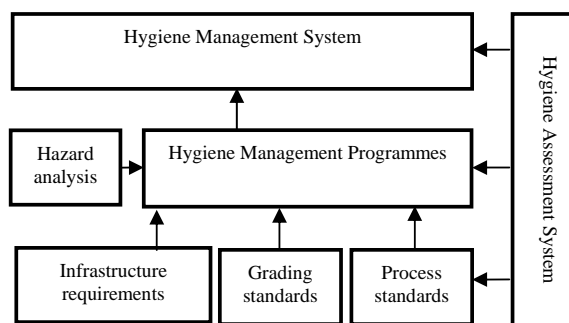 Hygiene Management System
Hazard
analysis
Hygiene Management Programmes
Infrastructure
requirements
Grading
standards
Process
standards
Hygiene Assessment System